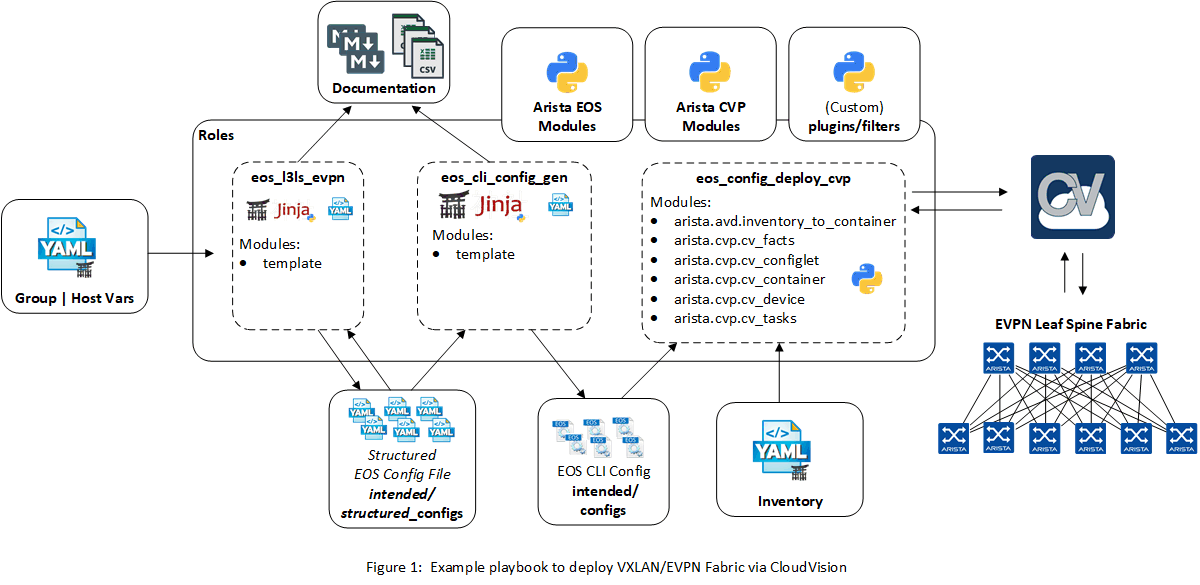 M↓
M↓
CSV
Documentation
Arista EOS
Modules
Arista CVP
Modules
(Custom)
plugins/filters
Roles
eos_l3ls_evpn
Jinja
YAML
Modules:
• template
eos_cli_config_gen
Jinja
YAML
Modules:
• template
eos_config_deploy_cvp
Modules:
• arista.avd.inventory_to_container
• arista.cvp.cv_facts
• arista.cvp.cv_configlet
• arista.cvp.cv_container
• arista.cvp.cv_device
• arista.cvp.cv_tasks
CV
YAML
Group | Host Vars
EVPN Leaf Spine Fabric
ARISTA
ARISTA
ARISTA
ARISTA
ARISTA
ARISTA
ARISTA
ARISTA
ARISTA
ARISTA
YAML
YAML
YAML
YAML
YAML
YAML
Structured
EOS Config File
intended/
structured_configs
EOS
EOS
EOS
EOS
EOS
EOS
EOS CLI Config
intended/
configs
YAML
Inventory
Figure 1: Example playbook to deploy VXLAN/EVPN Fabric via CloudVision